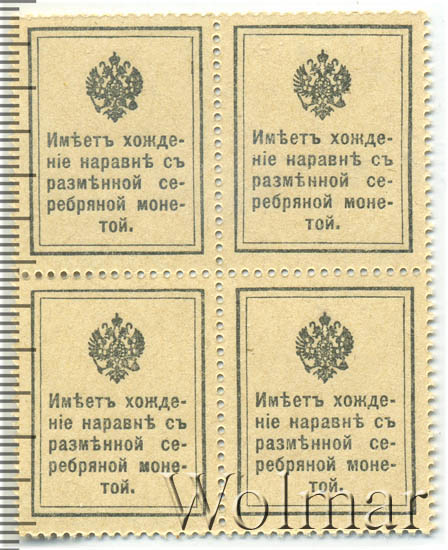 Имѣетъ хожде-
ніе наравнѣ съ
размѣнной се-
ребряной моне-
той.
Имѣетъ хожде-
ніе наравнѣ съ
размѣнной се-
ребряной моне-
той.
Имѣетъ хожде-
ніе наравнѣ съ
размѣнной се-
ребряной моне-
той.
Имѣетъ хожде-
ніе наравнѣ съ
размѣнной се-
ребряной моне-
той.
Wolmar